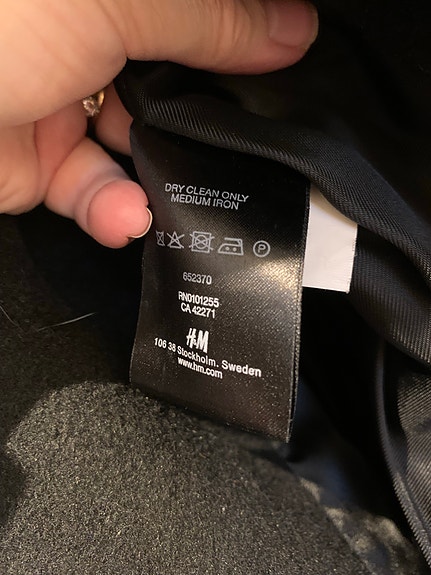 DRY CLEAN ONLY
MEDIUM IRON
P
652370
RN0101255
CA 42271
H&M
106 38 Stockholm. Sweden
www.hm.com